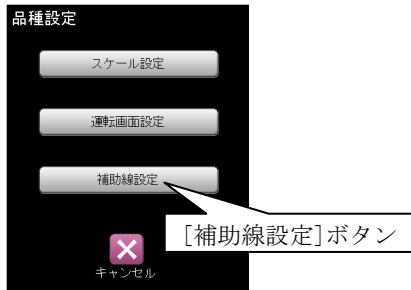 品種設定
スケール設定
運転画面設定
補助線設定
[補助線設定]ボタン
キャンセル